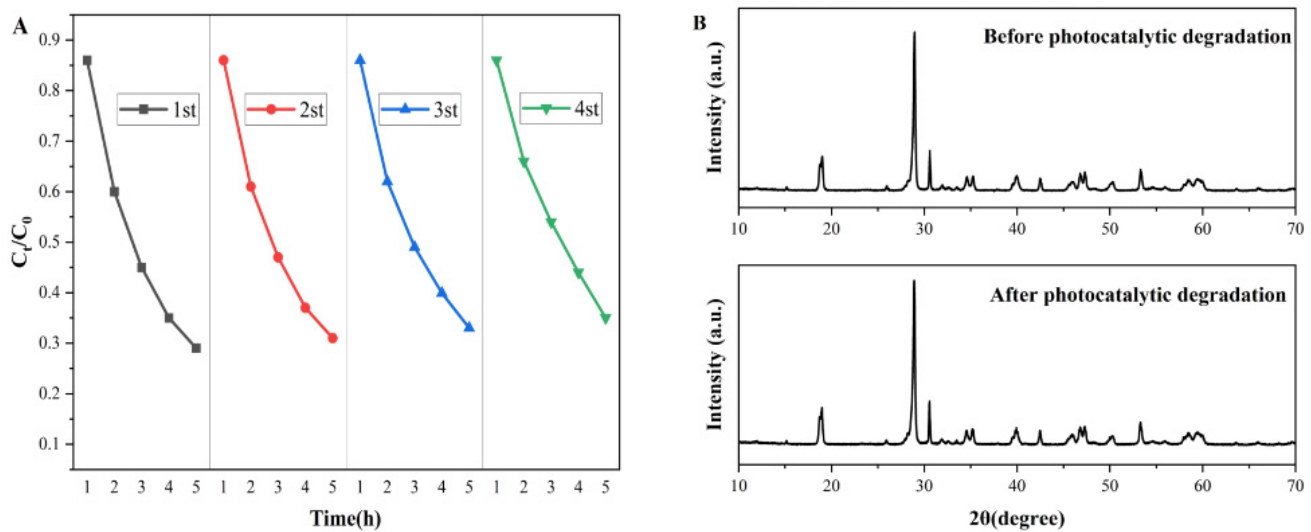 A
0.9
0.8
0.7
0.6
0.5
0.4
0.3
0.2
0.1
Cₜ/C₀
1st
2st
3st
4st
1 2 3 4 5 1 2 3 4 5 1 2 3 4 5 1 2 3 4 5
Time(h)
B
Before photocatalytic degradation
Intensity (a.u.)
10 20 30 40 50 60 70
After photocatalytic degradation
Intensity (a.u.)
10 20 30 40 50 60 70
2θ(degree)